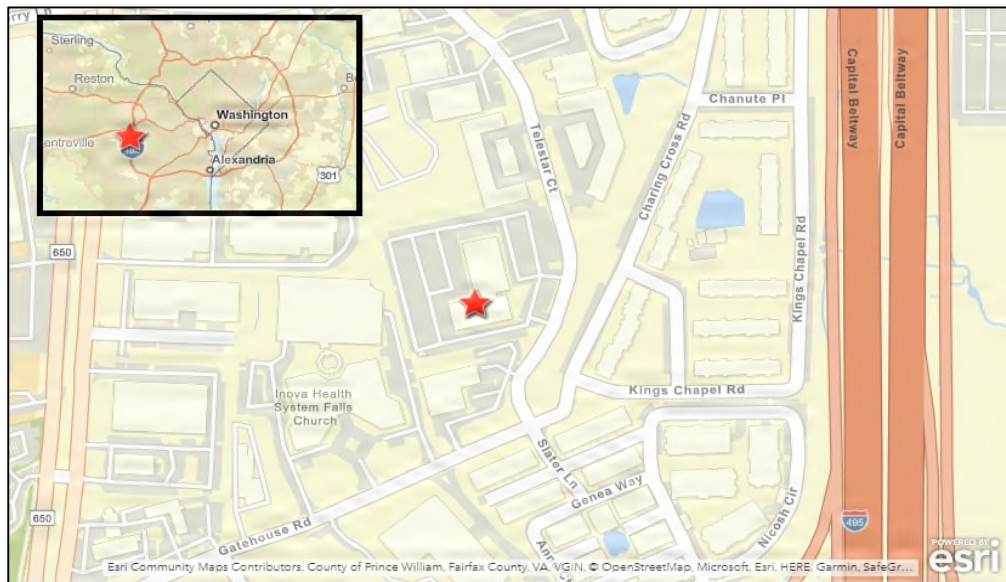 Sterling
Reston
Washington
entreville
Alexandria
301
650
Chanute Pl
Telestar Ct
Charing Cross Rd
Kings Chapel Rd
Capital Beltway
Capital Beltway
Kings Chapel Rd
Inova Health
System Falls
Church
Slater Ln
Genea Way
Nicosh Cir
Gatehouse Rd
650
495
POWERED BY
esri
Esri Community Maps Contributors, County of Prince William, Fairfax County, VA, VGIN, © OpenStreetMap, Microsoft, Esri, HERE, Garmin, SafeGr...